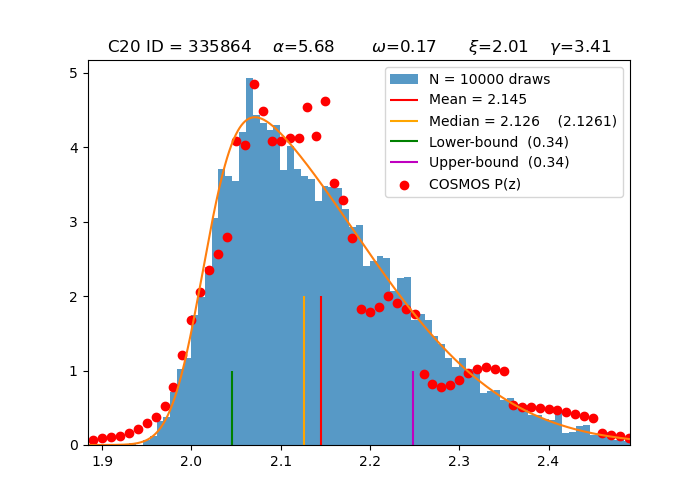 C20 ID = 335864 α=5.68 ω=0.17 ξ=2.01 γ=3.41
N = 10000 draws
Mean = 2.145
Median = 2.126 (2.1261)
Lower-bound (0.34)
Upper-bound (0.34)
COSMOS P(z)
5
4
3
2
1
0
1.9 2.0 2.1 2.2 2.3 2.4